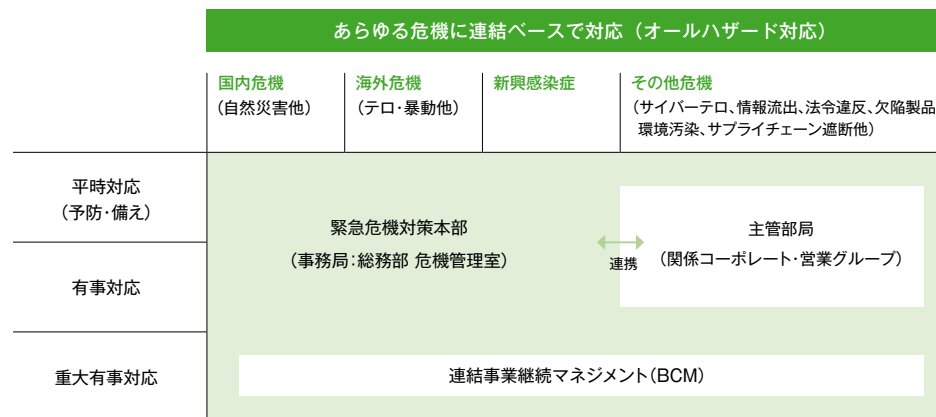 あらゆる危機に連結ベースで対応（オールハザード対応）
国内危機
（自然災害他）
海外危機
（テロ・暴動他）
新興感染症
その他危機
（サイバーテロ、情報流出、法令違反、欠陥製品
環境汚染、サプライチェーン遮断他）
平時対応
（予防・備え）
有事対応
重大有事対応
緊急危機対策本部
（事務局：総務部 危機管理室）
連携
主管部局
（関係コーポレート・営業グループ）
連結事業継続マネジメント（BCM）